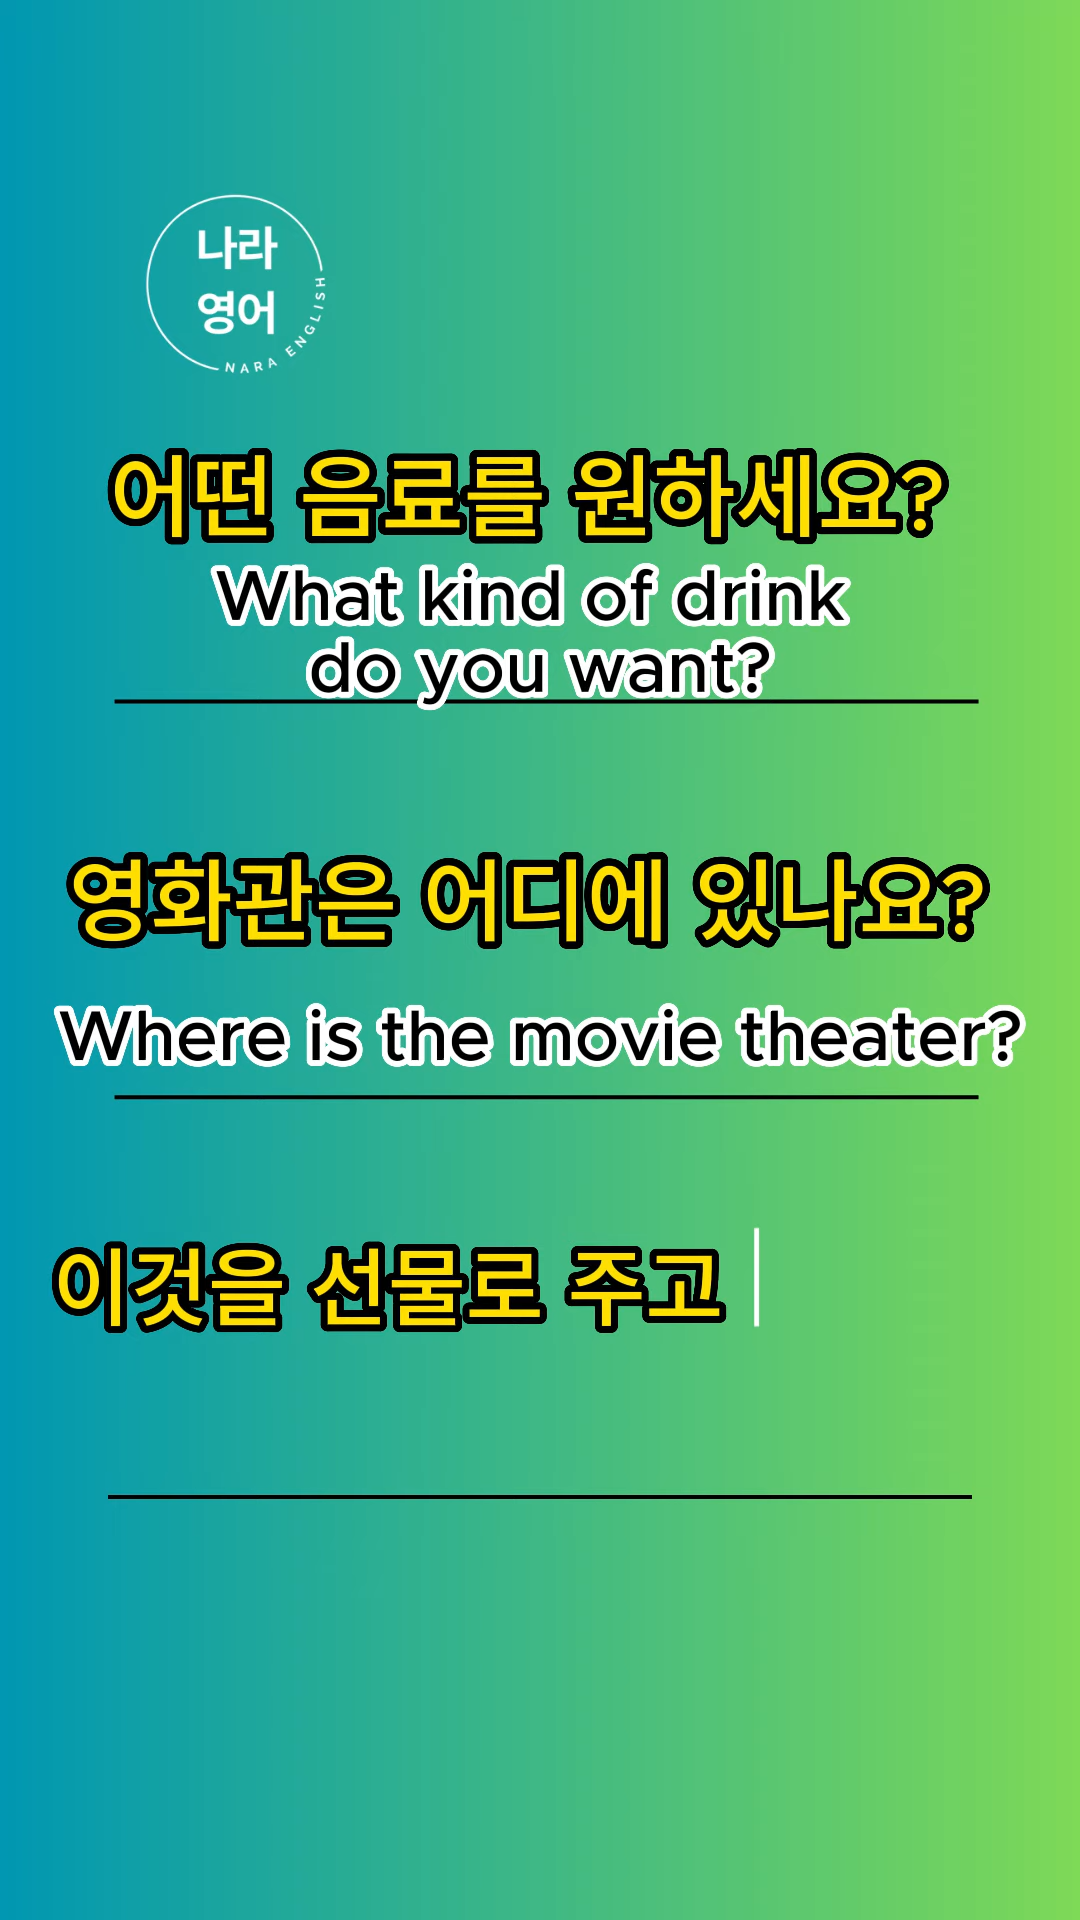 나라
영어
NARA ENGLISH
어떤 음료를 원하세요?
What kind of drink
do you want?
영화관은 어디에 있나요?
Where is the movie theater?
이것을 선물로 주고